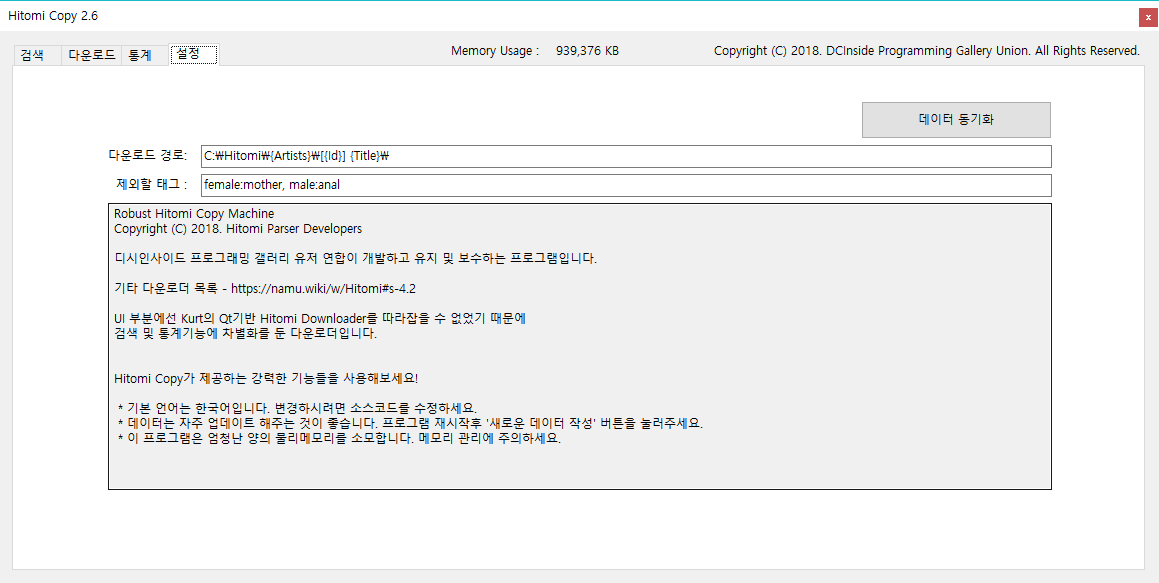 Hitomi Copy 2.6
x
검색 다운로드 통계 설정 Memory Usage : 939,376 KB Copyright (C) 2018. DCInside Programming Gallery Union. All Rights Reserved.
데이터 동기화
다운로드 경로: C:₩Hitomi₩{Artists}₩[{Id}] {Title}₩
제외할 태그 : female:mother, male:anal
Robust Hitomi Copy Machine
Copyright (C) 2018. Hitomi Parser Developers
디시인사이드 프로그래밍 갤러리 유저 연합이 개발하고 유지 및 보수하는 프로그램입니다.
기타 다운로더 목록 - https://namu.wiki/w/Hitomi#s-4.2
UI 부분에선 Kurt의 Qt기반 Hitomi Downloader를 따라잡을 수 없었기 때문에
검색 및 통계기능에 차별화를 둔 다운로더입니다.
Hitomi Copy가 제공하는 강력한 기능들을 사용해보세요!
* 기본 언어는 한국어입니다. 변경하시려면 소스코드를 수정하세요.
* 데이터는 자주 업데이트 해주는 것이 좋습니다. 프로그램 재시작후 '새로운 데이터 작성' 버튼을 눌러주세요.
* 이 프로그램은 엄청난 양의 물리메모리를 소모합니다. 메모리 관리에 주의하세요.